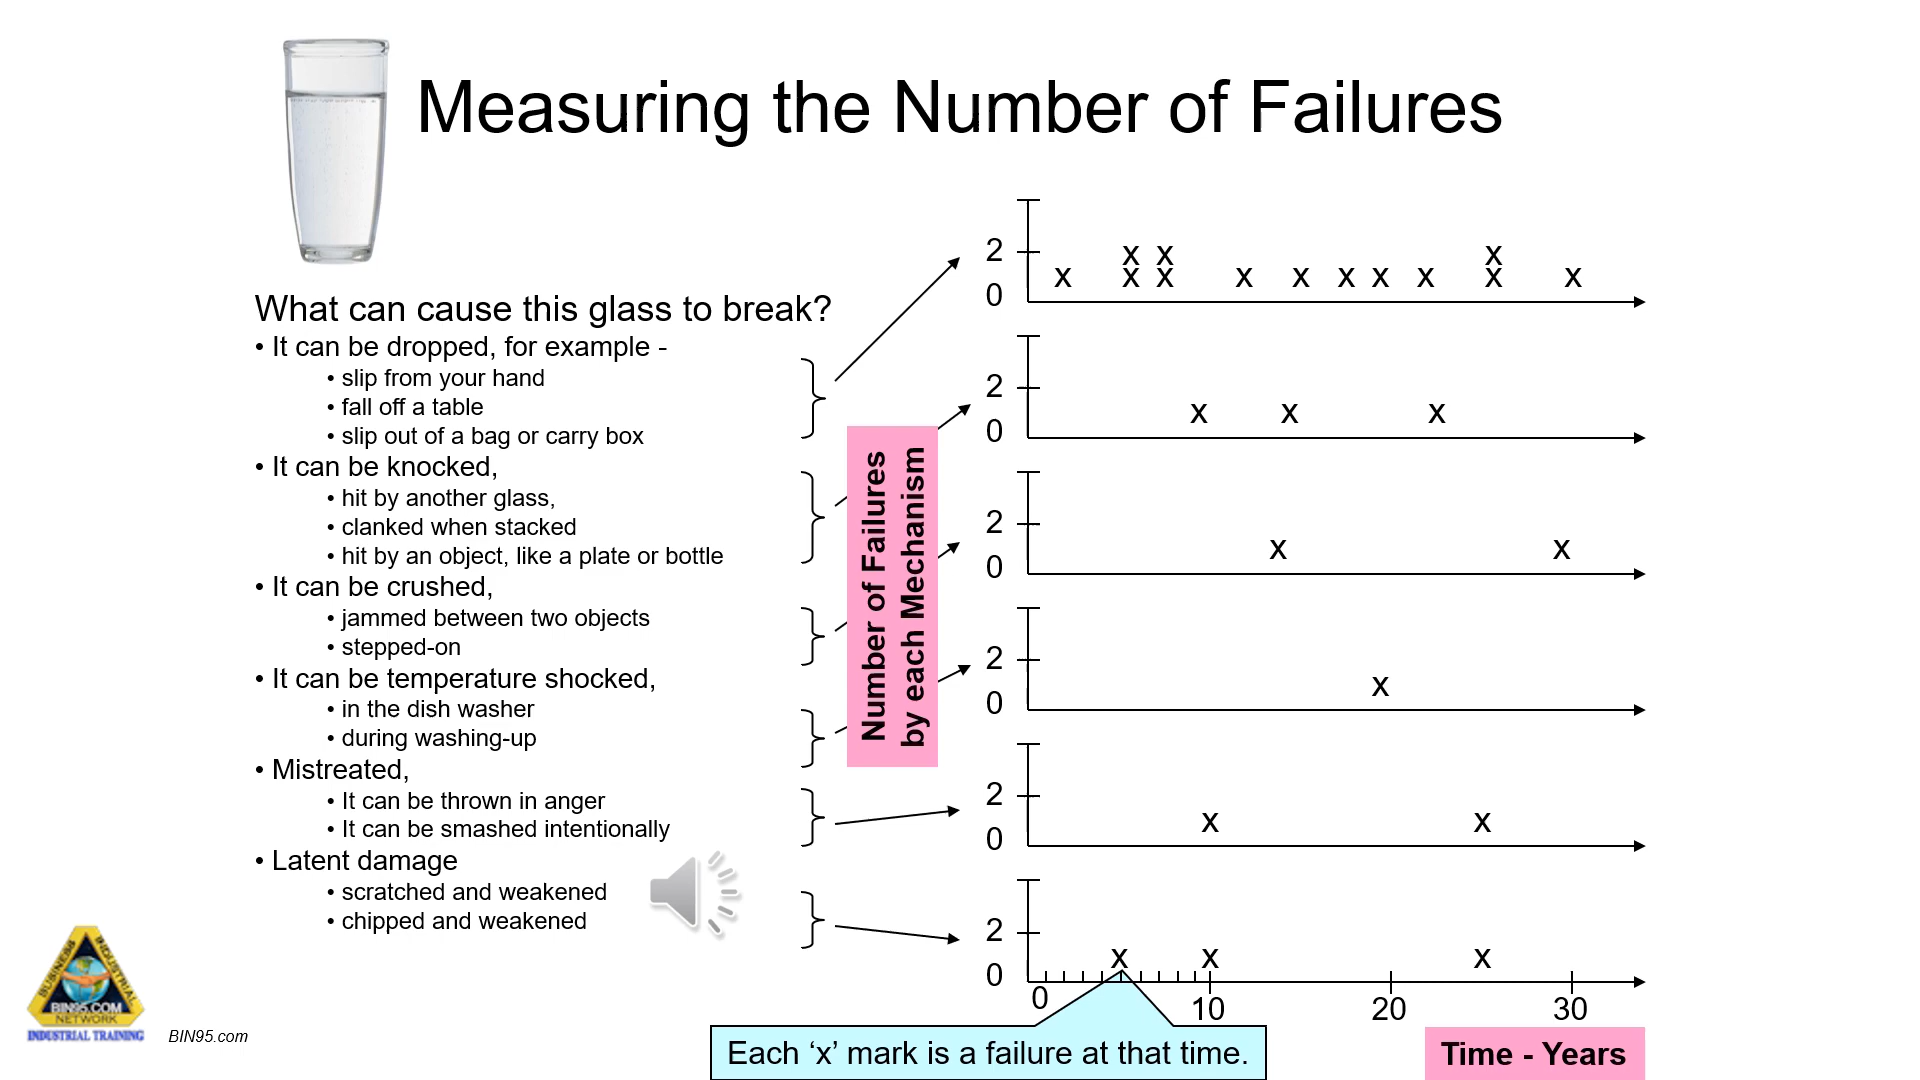 Measuring the Number of Failures
What can cause this glass to break?
• It can be dropped, for example -
• slip from your hand
• fall off a table
• slip out of a bag or carry box
• It can be knocked,
• hit by another glass,
• clanked when stacked
• hit by an object, like a plate or bottle
• It can be crushed,
• jammed between two objects
• stepped-on
• It can be temperature shocked,
• in the dish washer
• during washing-up
• Mistreated,
• It can be thrown in anger
• It can be smashed intentionally
• Latent damage
• scratched and weakened
• chipped and weakened
Number of Failures
by each Mechanism
2 x x x
0 x x x x x x x x x x
2
0 x x x
2
0 x x
2
0 x
2
0 x x
2
0 x x x
0 10 20 30
Each ‘x’ mark is a failure at that time.
Time - Years
BUSINESS INDUSTRIAL
BIN95.COM
NETWORK
INDUSTRIAL TRAINING
BIN95.com